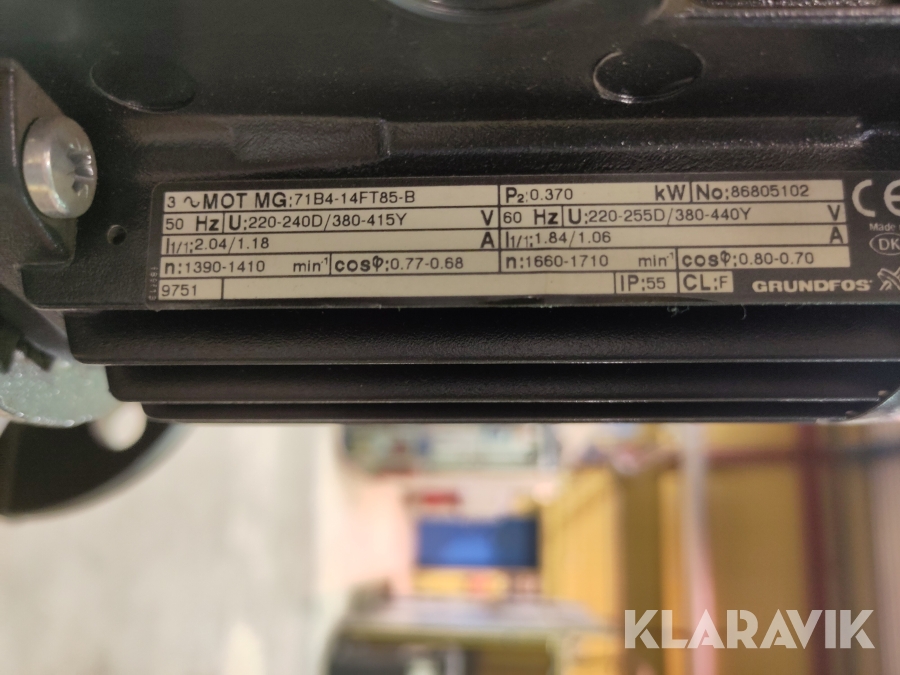 3 ~ MOT MG:71B4-14FT85-B P2:0.370 kW No:86805102
50 Hz U:220-240D/380-415Y V 60 Hz U:220-255D/380-440Y V
I1/1:2.04/1.18 A I1/1:1.84/1.06 A
n:1390-1410 min⁻¹ cosφ:0.77-0.68 n:1660-1710 min⁻¹ cosφ:0.80-0.70
9751 IP:55 CL:F
CE
Made
DK
GRUNDFOS
KLARAVIK